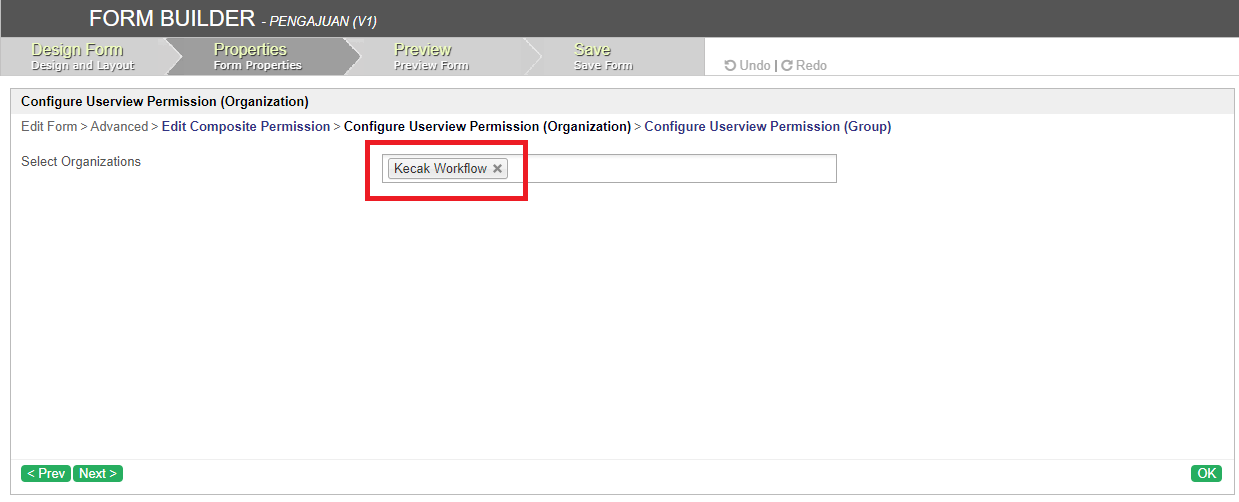 FORM BUILDER - PENGAJUAN (V1)
Design Form
Design and Layout
Properties
Form Properties
Preview
Preview Form
Save
Save Form
Undo | Redo
Configure Userview Permission (Organization)
Edit Form > Advanced > Edit Composite Permission > Configure Userview Permission (Organization) > Configure Userview Permission (Group)
Select Organizations
Kecak Workflow ×
< Prev Next >
OK